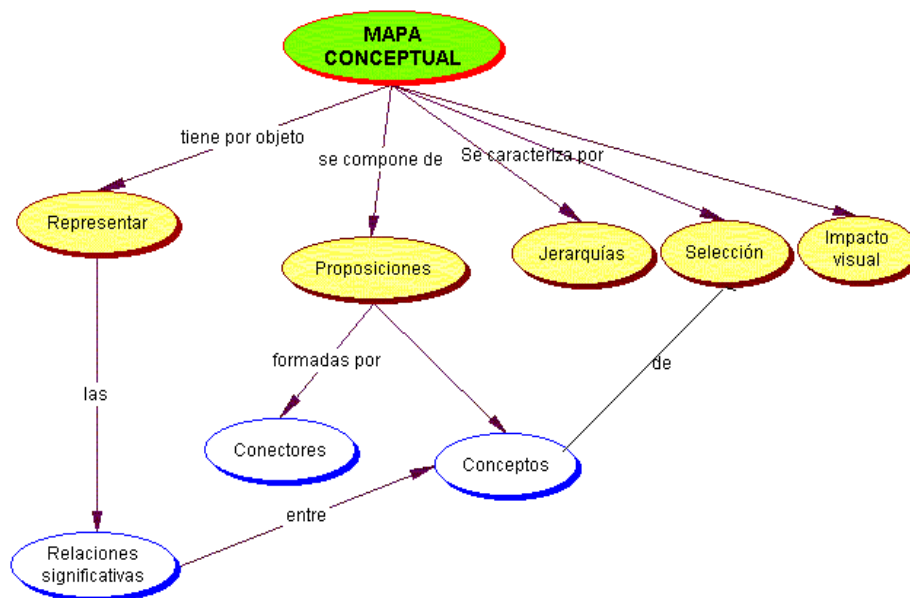 MAPA
CONCEPTUAL
tiene por objeto
se compone de
Se caracteriza por
Representar
Proposiciones
Jerarquías
Selección
Impacto
visual
las
formadas por
de
Conectores
Conceptos
entre
Relaciones
significativas